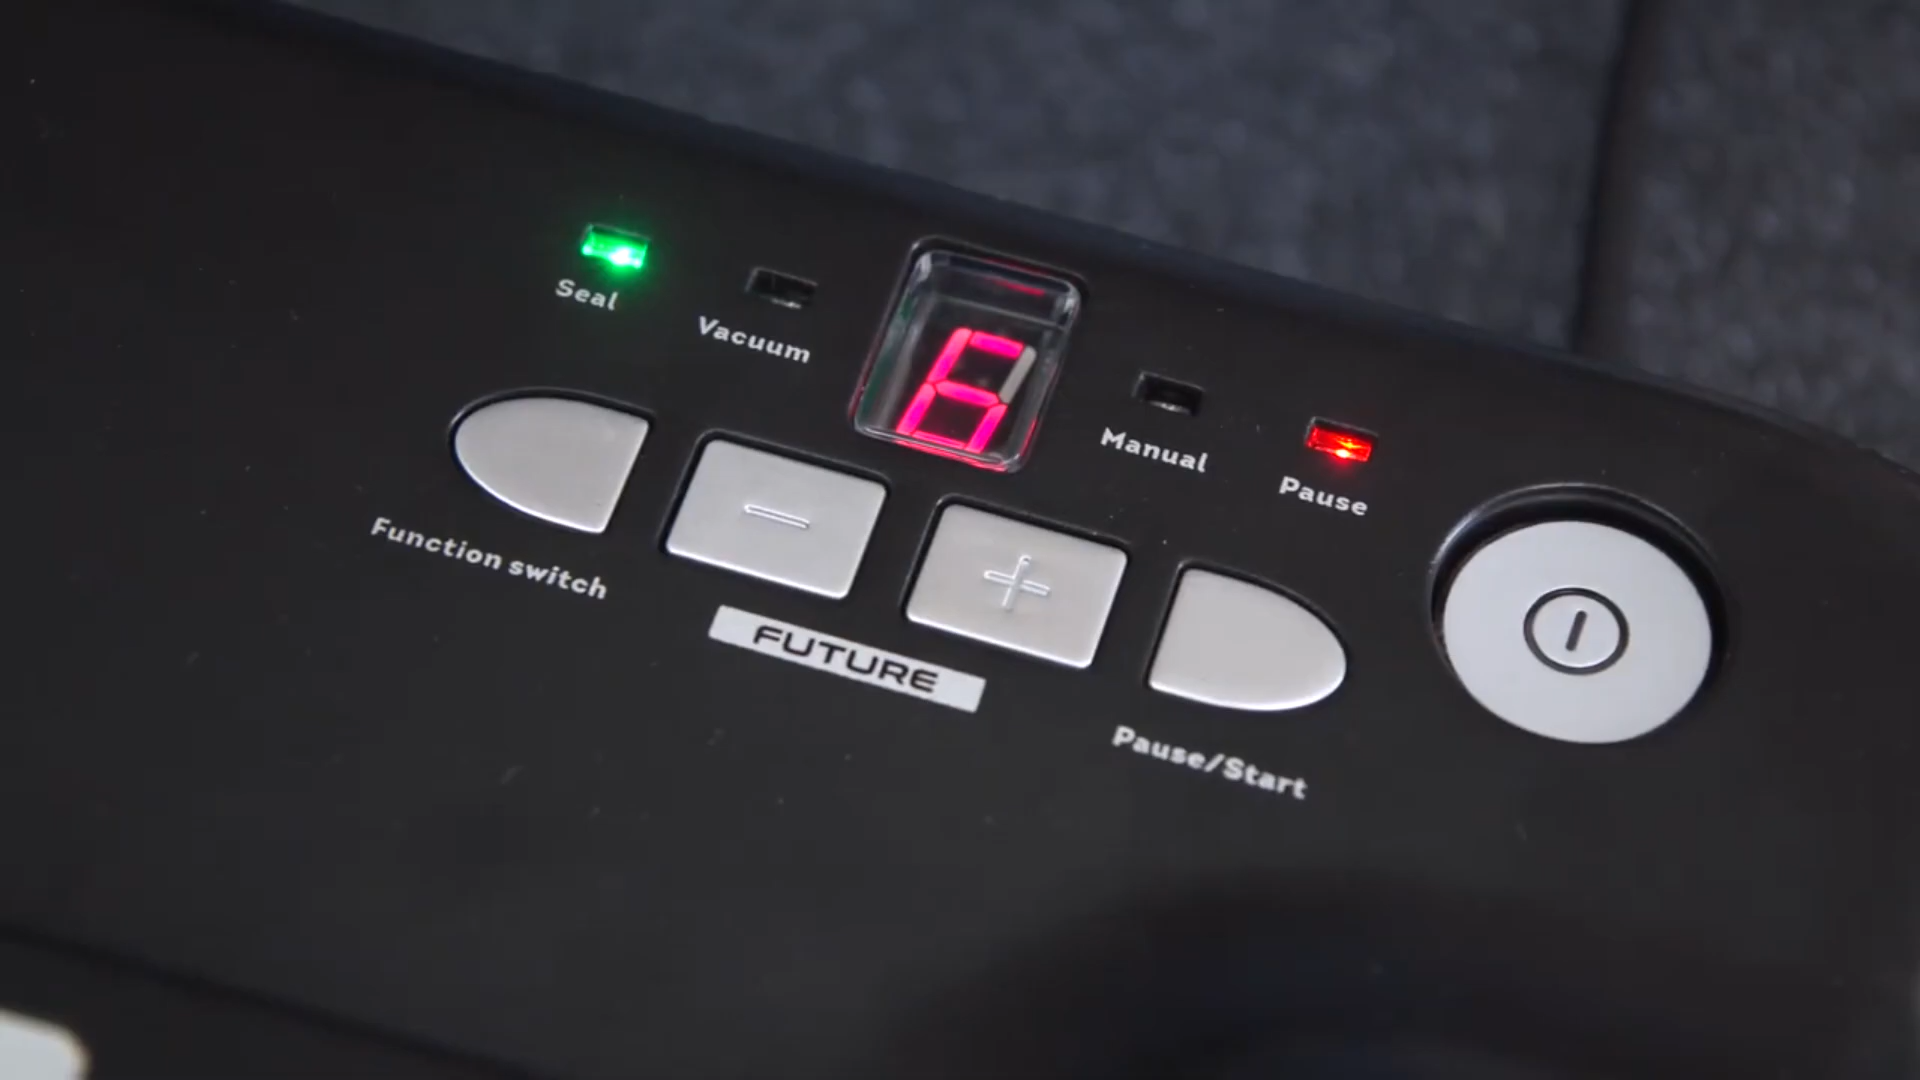 Seal
Vacuum
6
Manual
Pause
Function switch
−
+
FUTURE
Pause/Start